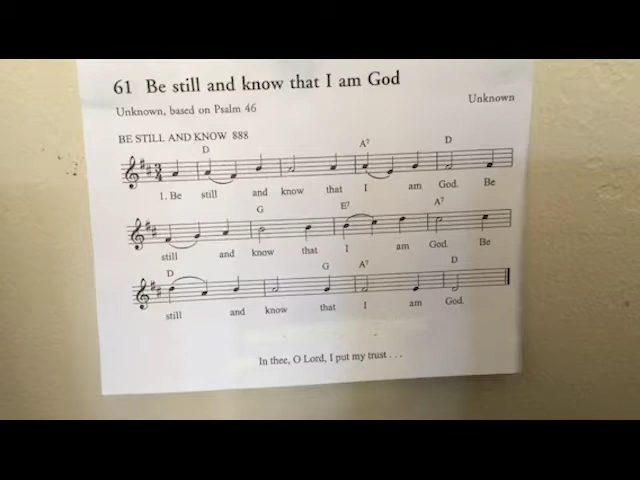 61 Be still and know that I am God
Unknown, based on Psalm 46
Unknown
BE STILL AND KNOW 888
D A7 D
1. Be still and know that I am God. Be
G E7 A7
still and know that I am God. Be
D G A7 D
still and know that I am God.
In thee, O Lord, I put my trust . . .